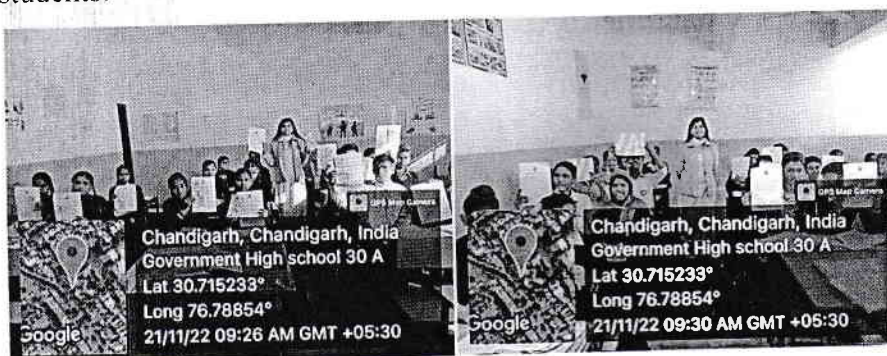 GPS Map Camera
Chandigarh, Chandigarh, India
Government High school 30 A
Lat 30.715233°
Long 76.78854°
21/11/22 09:26 AM GMT +05:30
Google
GPS Map Camera
Chandigarh, Chandigarh, India
Government High school 30 A
Lat 30.715233°
Long 76.78854°
21/11/22 09:30 AM GMT +05:30
Google